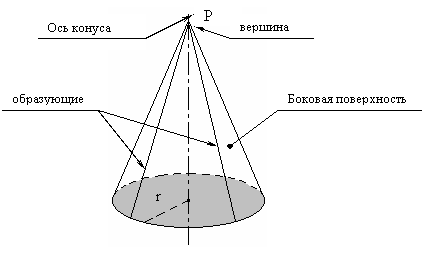 Ось конуса
P
вершина
образующие
Боковая поверхность
r